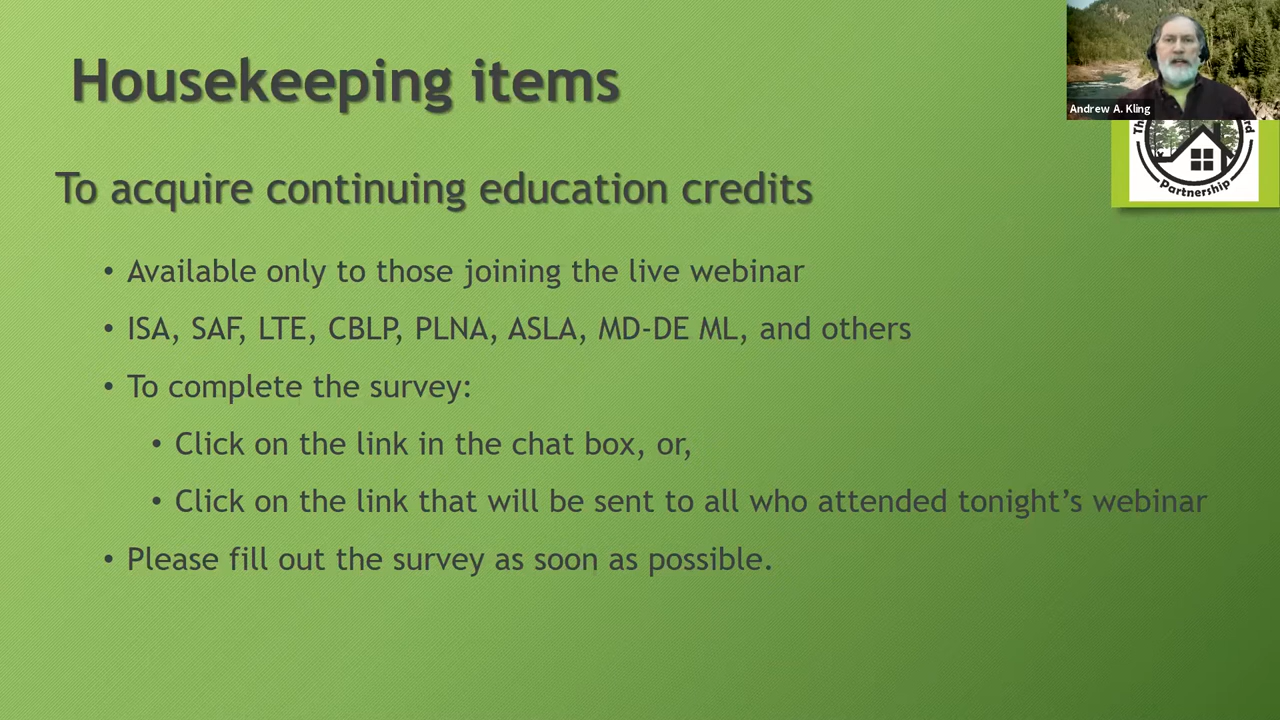 Housekeeping items
Andrew A. Kling
Partnership
To acquire continuing education credits
• Available only to those joining the live webinar
• ISA, SAF, LTE, CBLP, PLNA, ASLA, MD-DE ML, and others
• To complete the survey:
• Click on the link in the chat box, or,
• Click on the link that will be sent to all who attended tonight’s webinar
• Please fill out the survey as soon as possible.